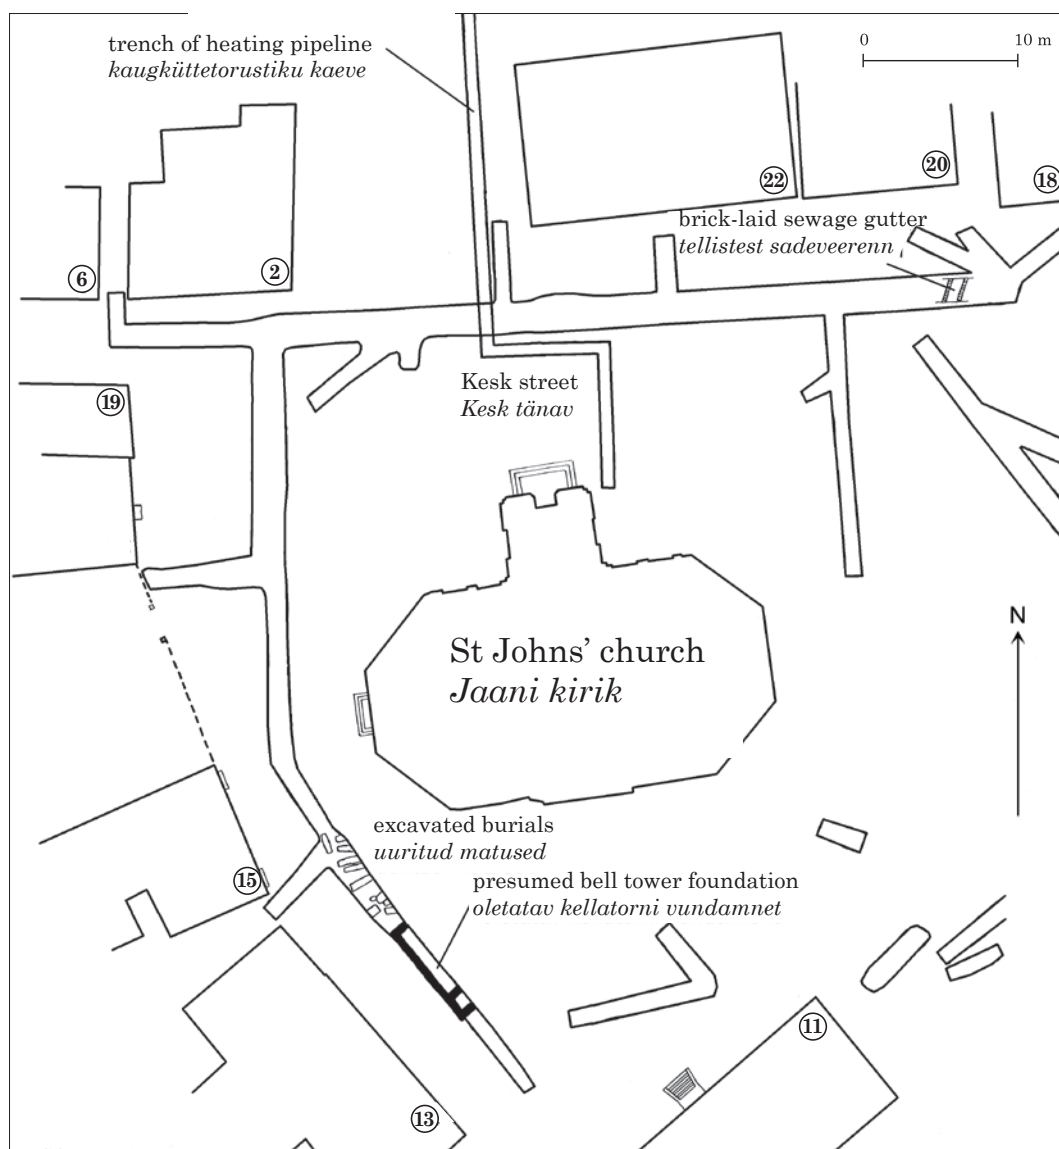 trench of heating pipeline
kaugküttetorustiku kaeve
0 10 m
22
20
18
brick-laid sewage gutter
tellistest sadeveerenn
6
2
19
Kesk street
Kesk tänav
N
St Johns’ church
Jaani kirik
excavated burials
uuritud matused
15
presumed bell tower foundation
oletatav kellatorni vundamnet
11
13